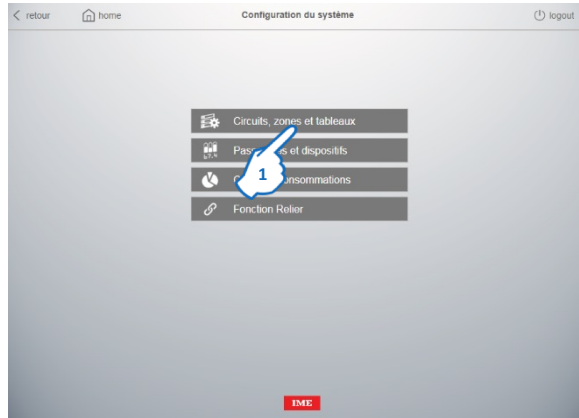 < retour
home
Configuration du système
logout
Circuits, zones et tableaux
et dispositifs
1
Fonction Relier
IME